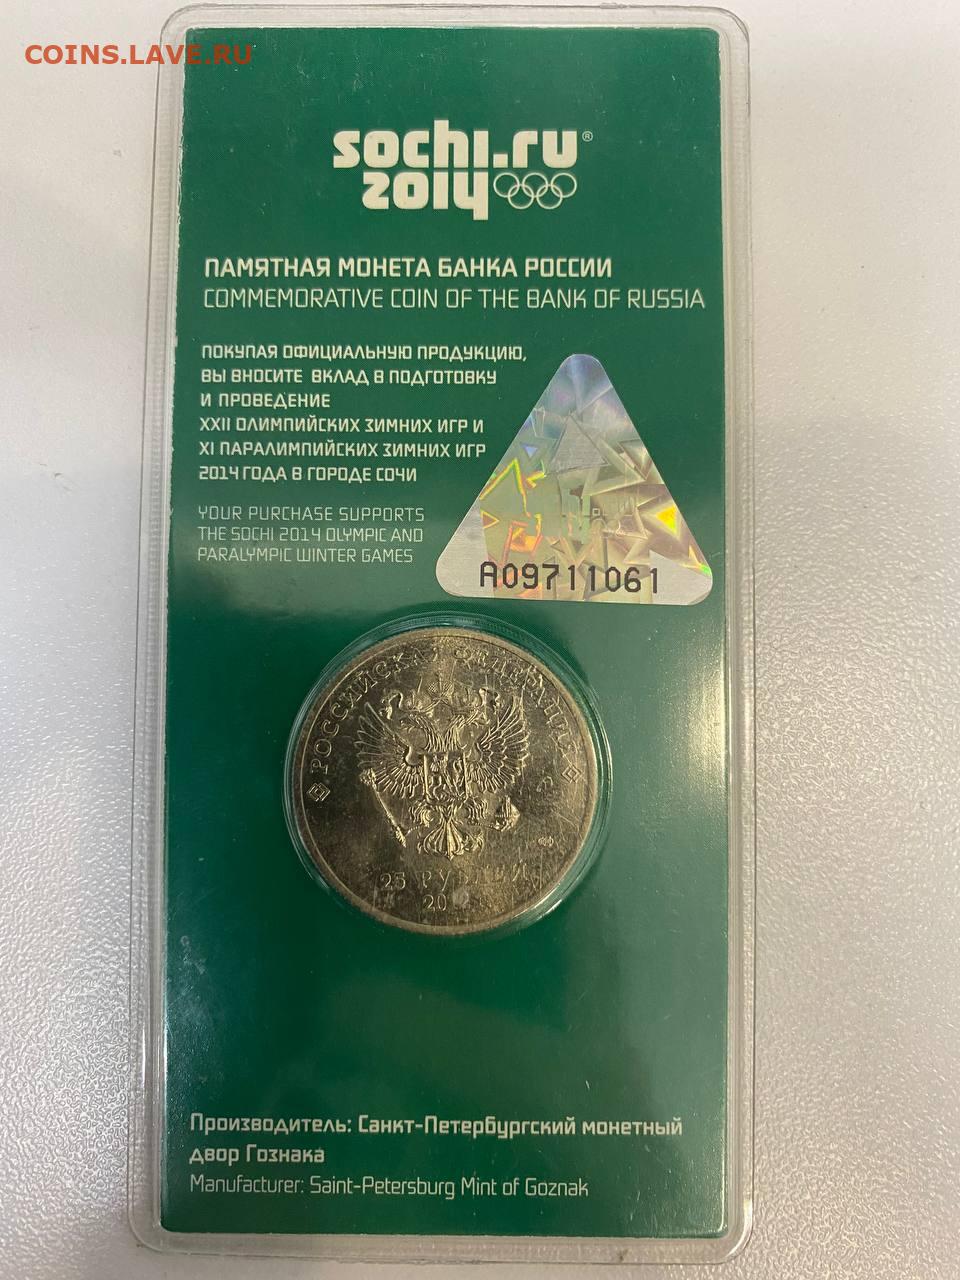 COINS.LAVE.RU
sochi.ru®
2014
ПАМЯТНАЯ МОНЕТА БАНКА РОССИИ
COMMEMORATIVE COIN OF THE BANK OF RUSSIA
ПОКУПАЯ ОФИЦИАЛЬНУЮ ПРОДУКЦИЮ,
ВЫ ВНОСИТЕ ВКЛАД В ПОДГОТОВКУ
И ПРОВЕДЕНИЕ
XXII ОЛИМПИЙСКИХ ЗИМНИХ ИГР И
XI ПАРАЛИМПИЙСКИХ ЗИМНИХ ИГР
2014 ГОДА В ГОРОДЕ СОЧИ
YOUR PURCHASE SUPPORTS
THE SOCHI 2014 OLYMPIC AND
PARALYMPIC WINTER GAMES
A09711061
РОССИЙСКАЯ ФЕДЕРАЦИЯ
25 РУБЛЕЙ
Производитель: Санкт-Петербургский монетный
двор Гознака
Manufacturer: Saint-Petersburg Mint of Goznak